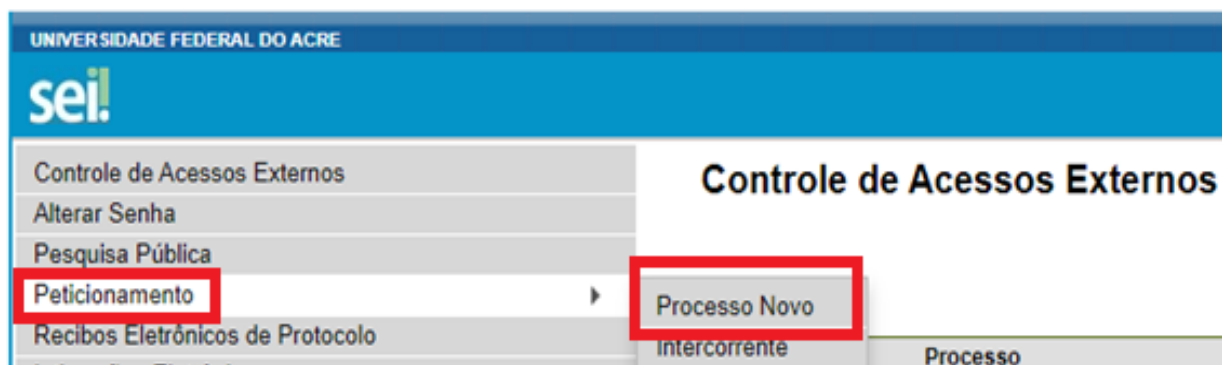 UNIVERSIDADE FEDERAL DO ACRE
sei!
Controle de Acessos Externos
Alterar Senha
Pesquisa Pública
Peticionamento
Recibos Eletrônicos de Protocolo
Controle de Acessos Externos
Processo Novo
Intercorrente
Processo